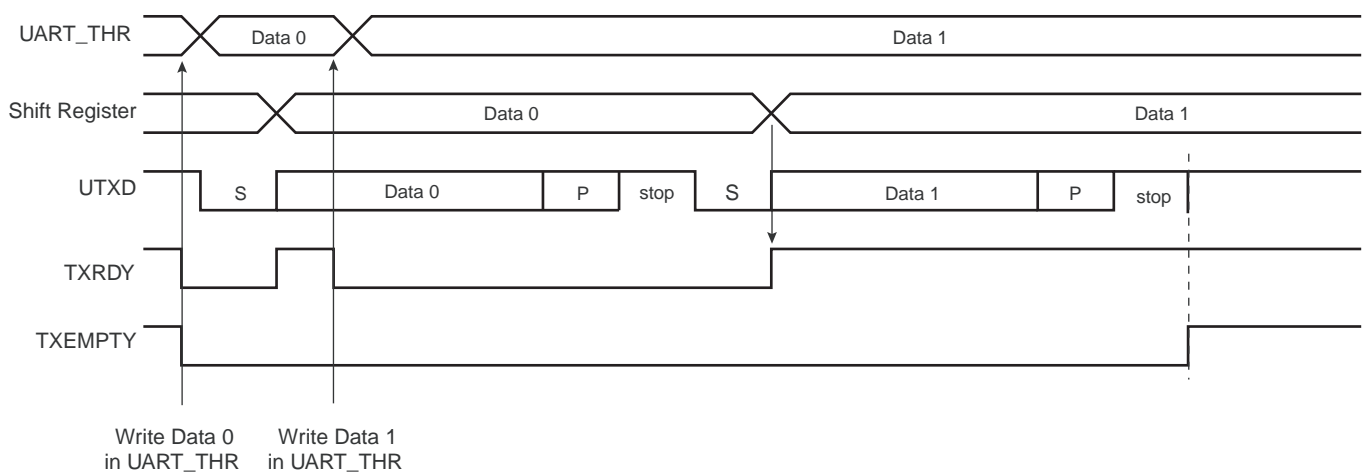 UART_THR
Data 0
Data 1
Shift Register
Data 0
Data 1
UTXD
S
Data 0
P
stop
S
Data 1
P
stop
TXRDY
TXEMPTY
Write Data 0
in UART_THR
Write Data 1
in UART_THR